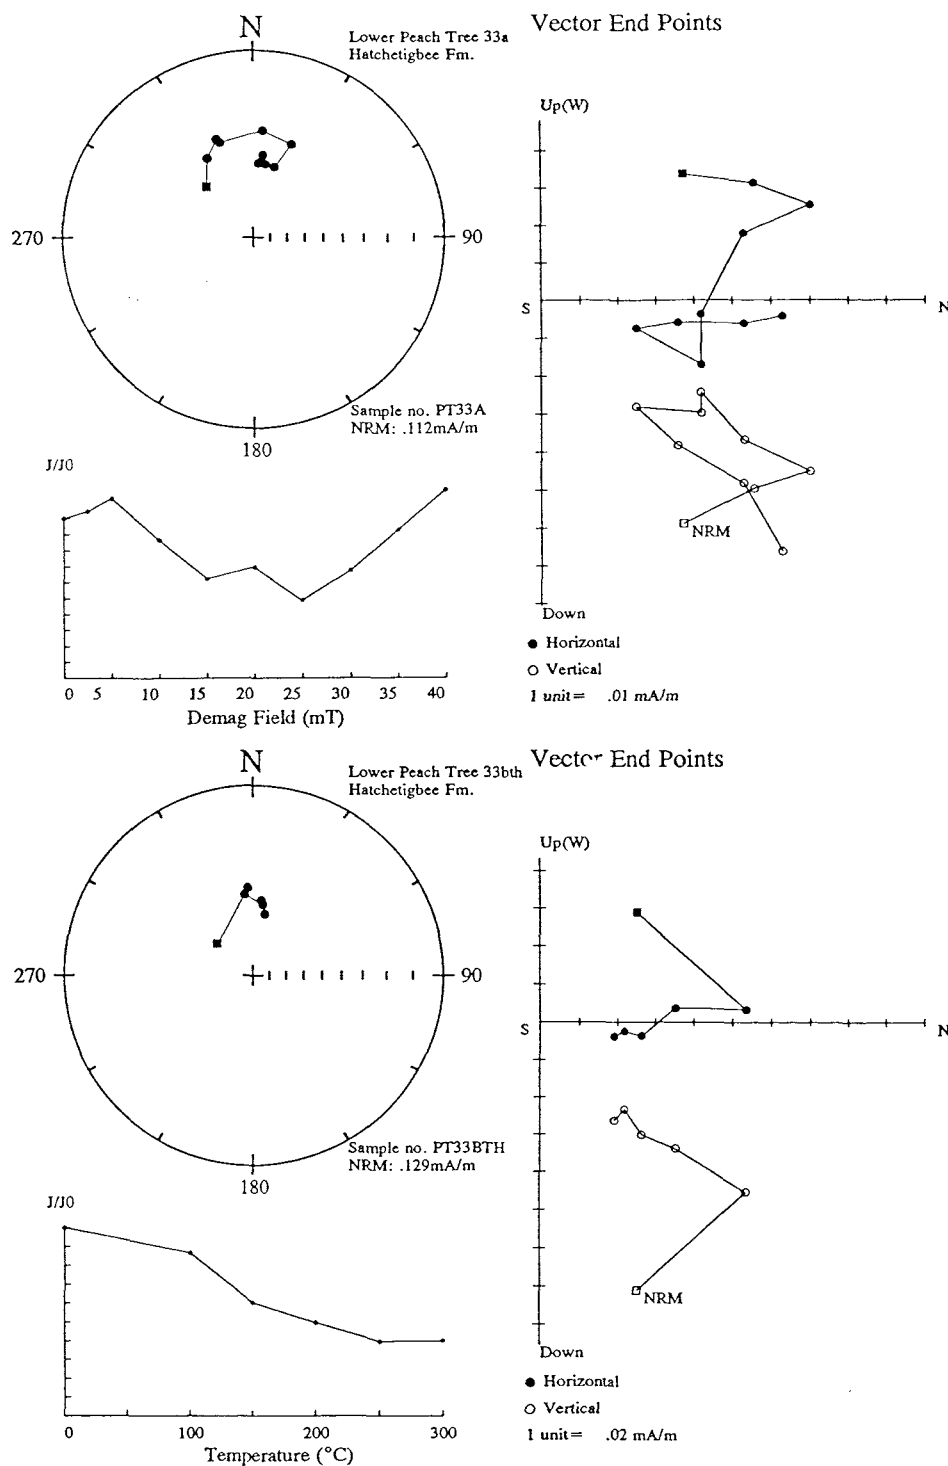 N
Lower Peach Tree 33a
Hatchetigbee Fm.
Vector End Points
Up(W)
270
90
S
N
Sample no. PT33A
NRM: .112mA/m
180
J/J0
NRM
Down
● Horizontal
○ Vertical
1 unit= .01 mA/m
0 5 10 15 20 25 30 35 40
Demag Field (mT)
N
Lower Peach Tree 33bth
Hatchetigbee Fm.
Vector End Points
Up(W)
270
90
S
N
Sample no. PT33BTH
NRM: .129mA/m
180
J/J0
NRM
Down
● Horizontal
○ Vertical
1 unit= .02 mA/m
0 100 200 300
Temperature (°C)